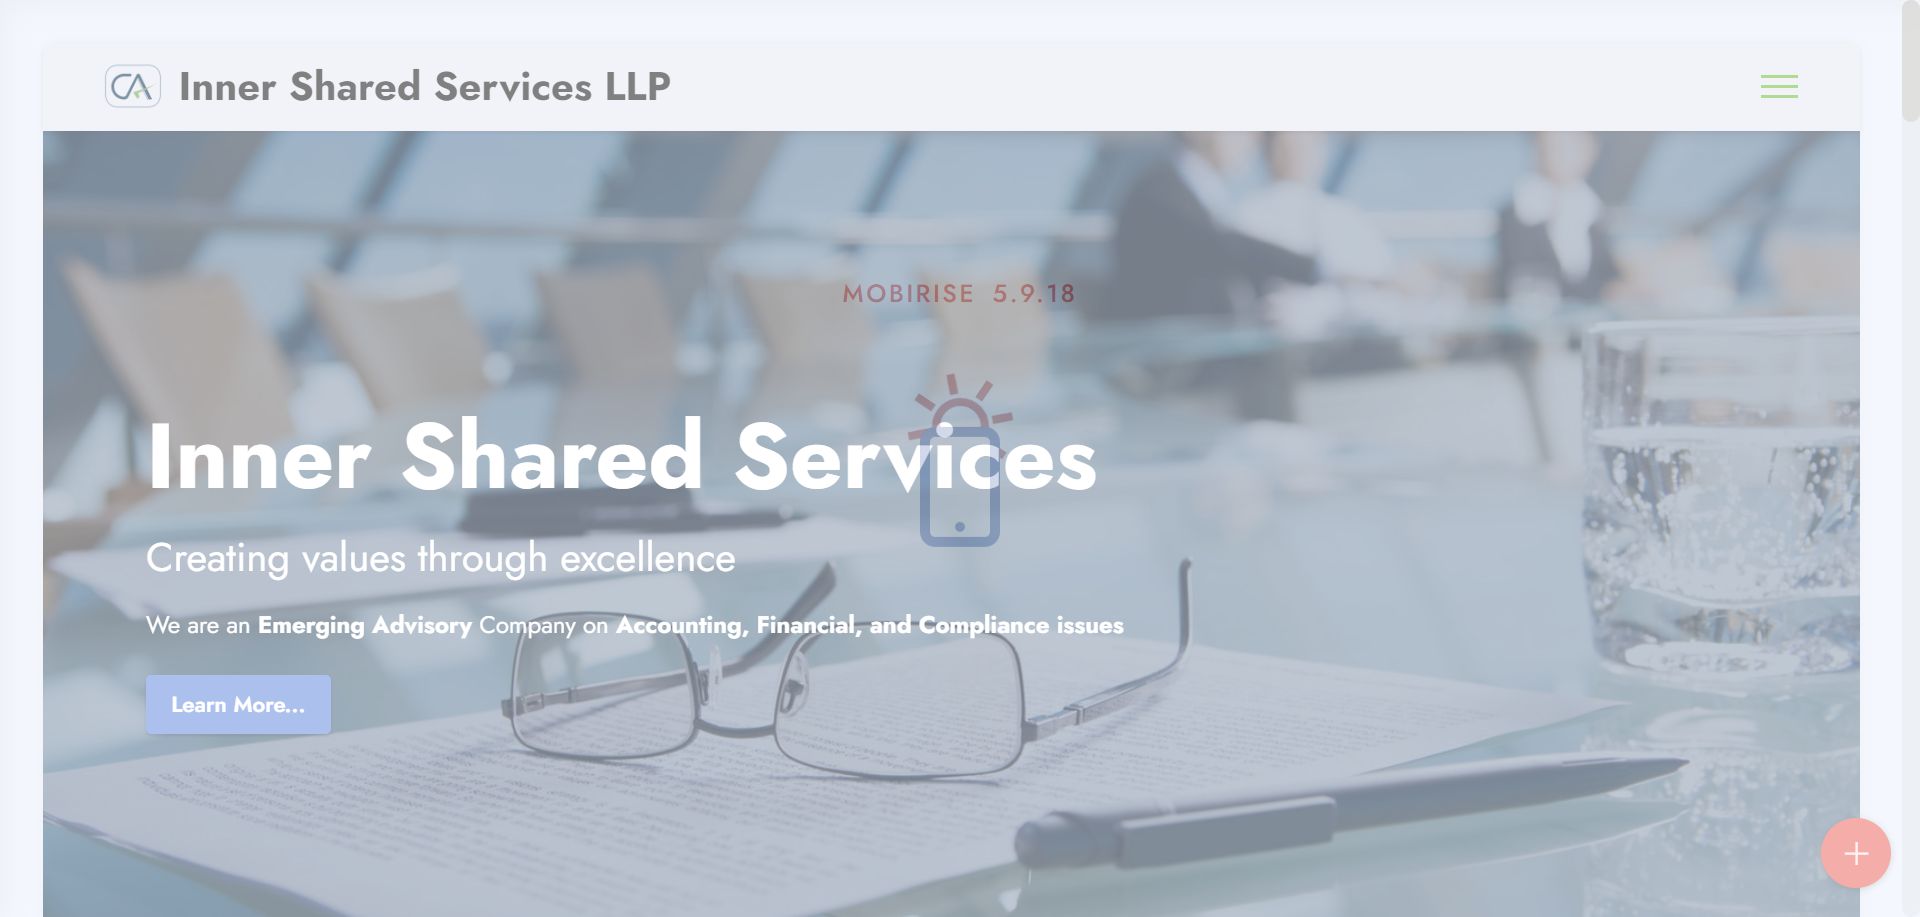 CA Inner Shared Services LLP
MOBIRISE 5.9.18
Inner Shared Services
Creating values through excellence
We are an Emerging Advisory Company on Accounting, Financial, and Compliance issues
Learn More...